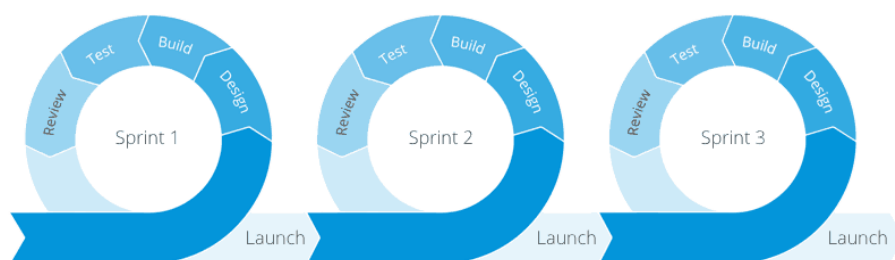 Test
Build
Review
Design
Sprint 1
Launch
Test
Build
Review
Design
Sprint 2
Launch
Test
Build
Review
Design
Sprint 3
Launch